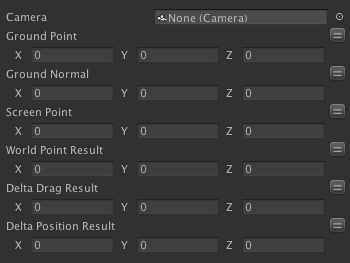 Camera None (Camera)
Ground Point
X 0 Y 0 Z 0
Ground Normal
X 0 Y 0 Z 0
Screen Point
X 0 Y 0 Z 0
World Point Result
X 0 Y 0 Z 0
Delta Drag Result
X 0 Y 0 Z 0
Delta Position Result
X 0 Y 0 Z 0